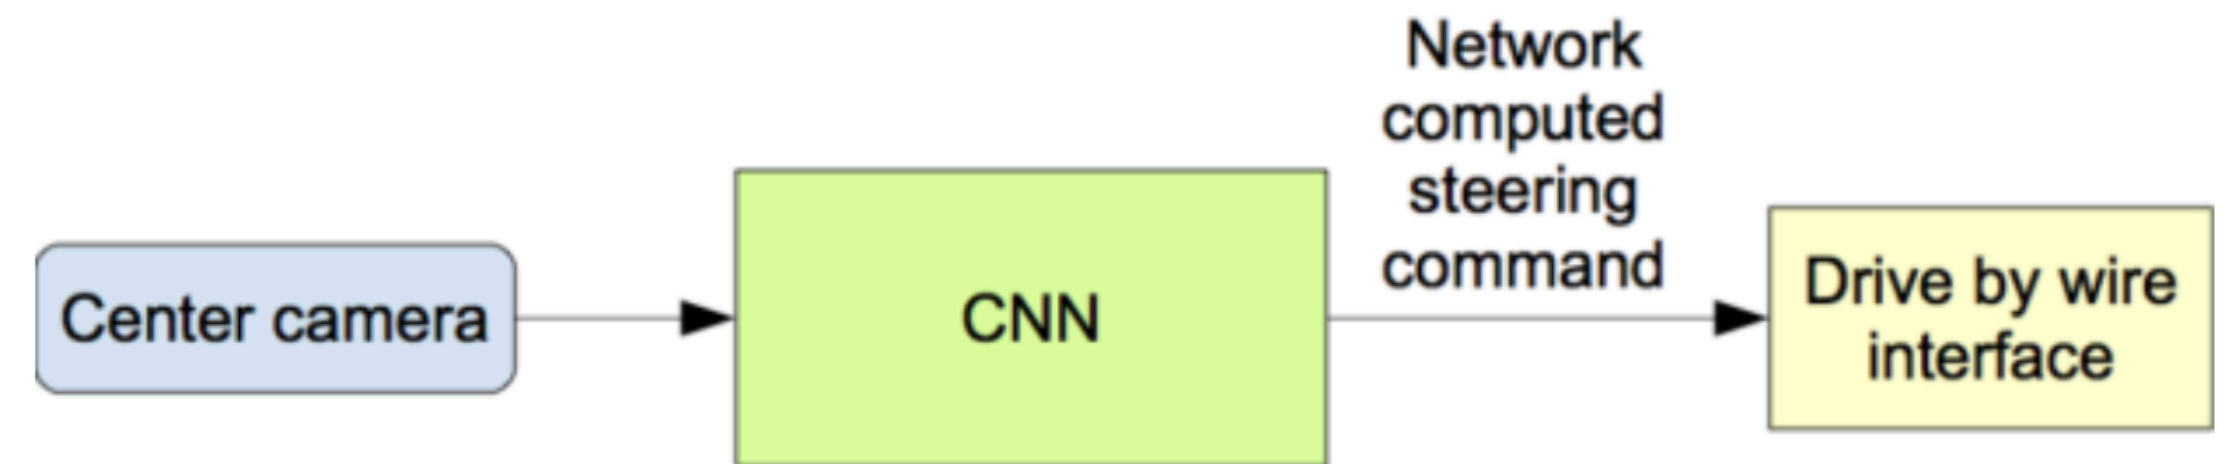 Center camera
CNN
Network
computed
steering
command
Drive by wire
interface